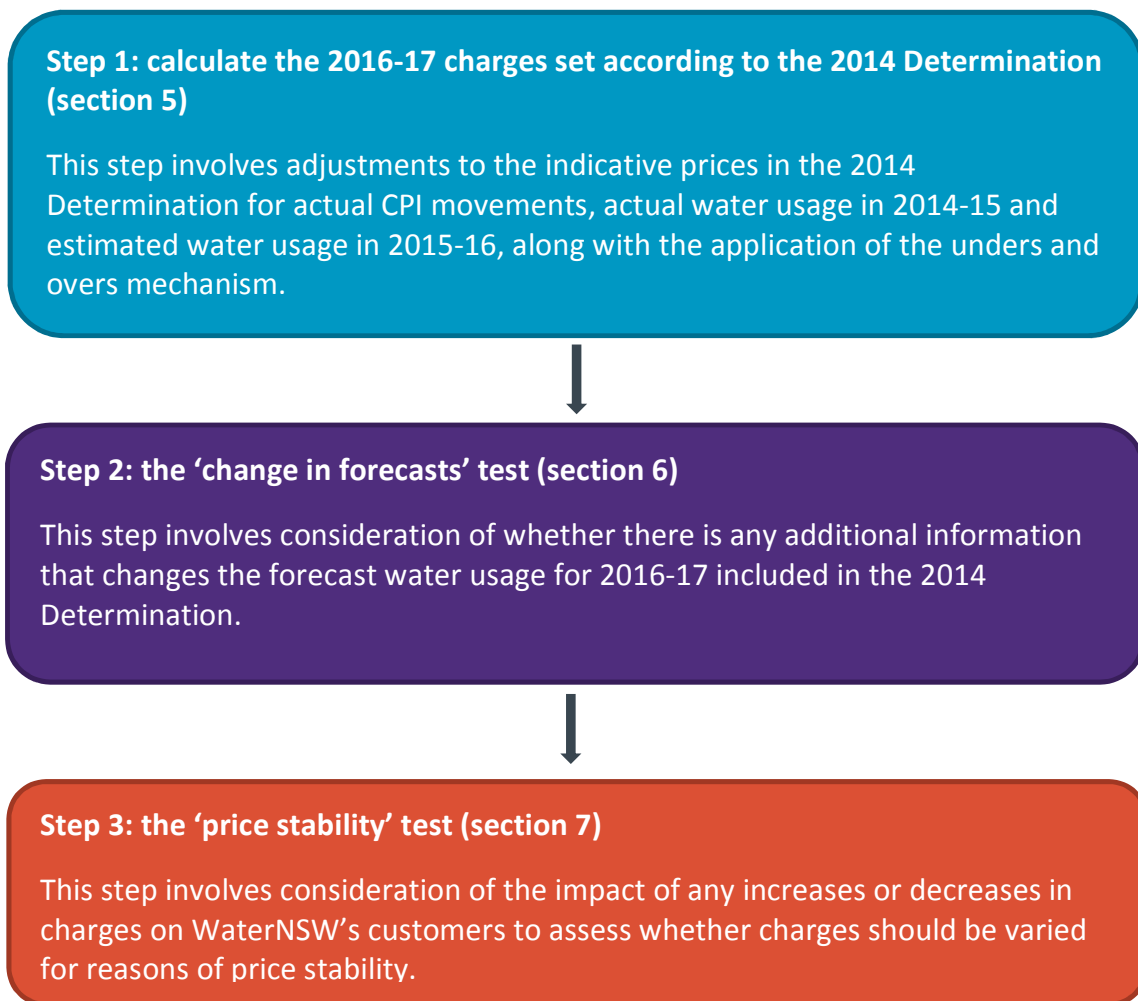 Step 1: calculate the 2016-17 charges set according to the 2014 Determination
(section 5)
This step involves adjustments to the indicative prices in the 2014
Determination for actual CPI movements, actual water usage in 2014-15 and
estimated water usage in 2015-16, along with the application of the unders and
overs mechanism.
Step 2: the ‘change in forecasts’ test (section 6)
This step involves consideration of whether there is any additional information
that changes the forecast water usage for 2016-17 included in the 2014
Determination.
Step 3: the ‘price stability’ test (section 7)
This step involves consideration of the impact of any increases or decreases in
charges on WaterNSW’s customers to assess whether charges should be varied
for reasons of price stability.